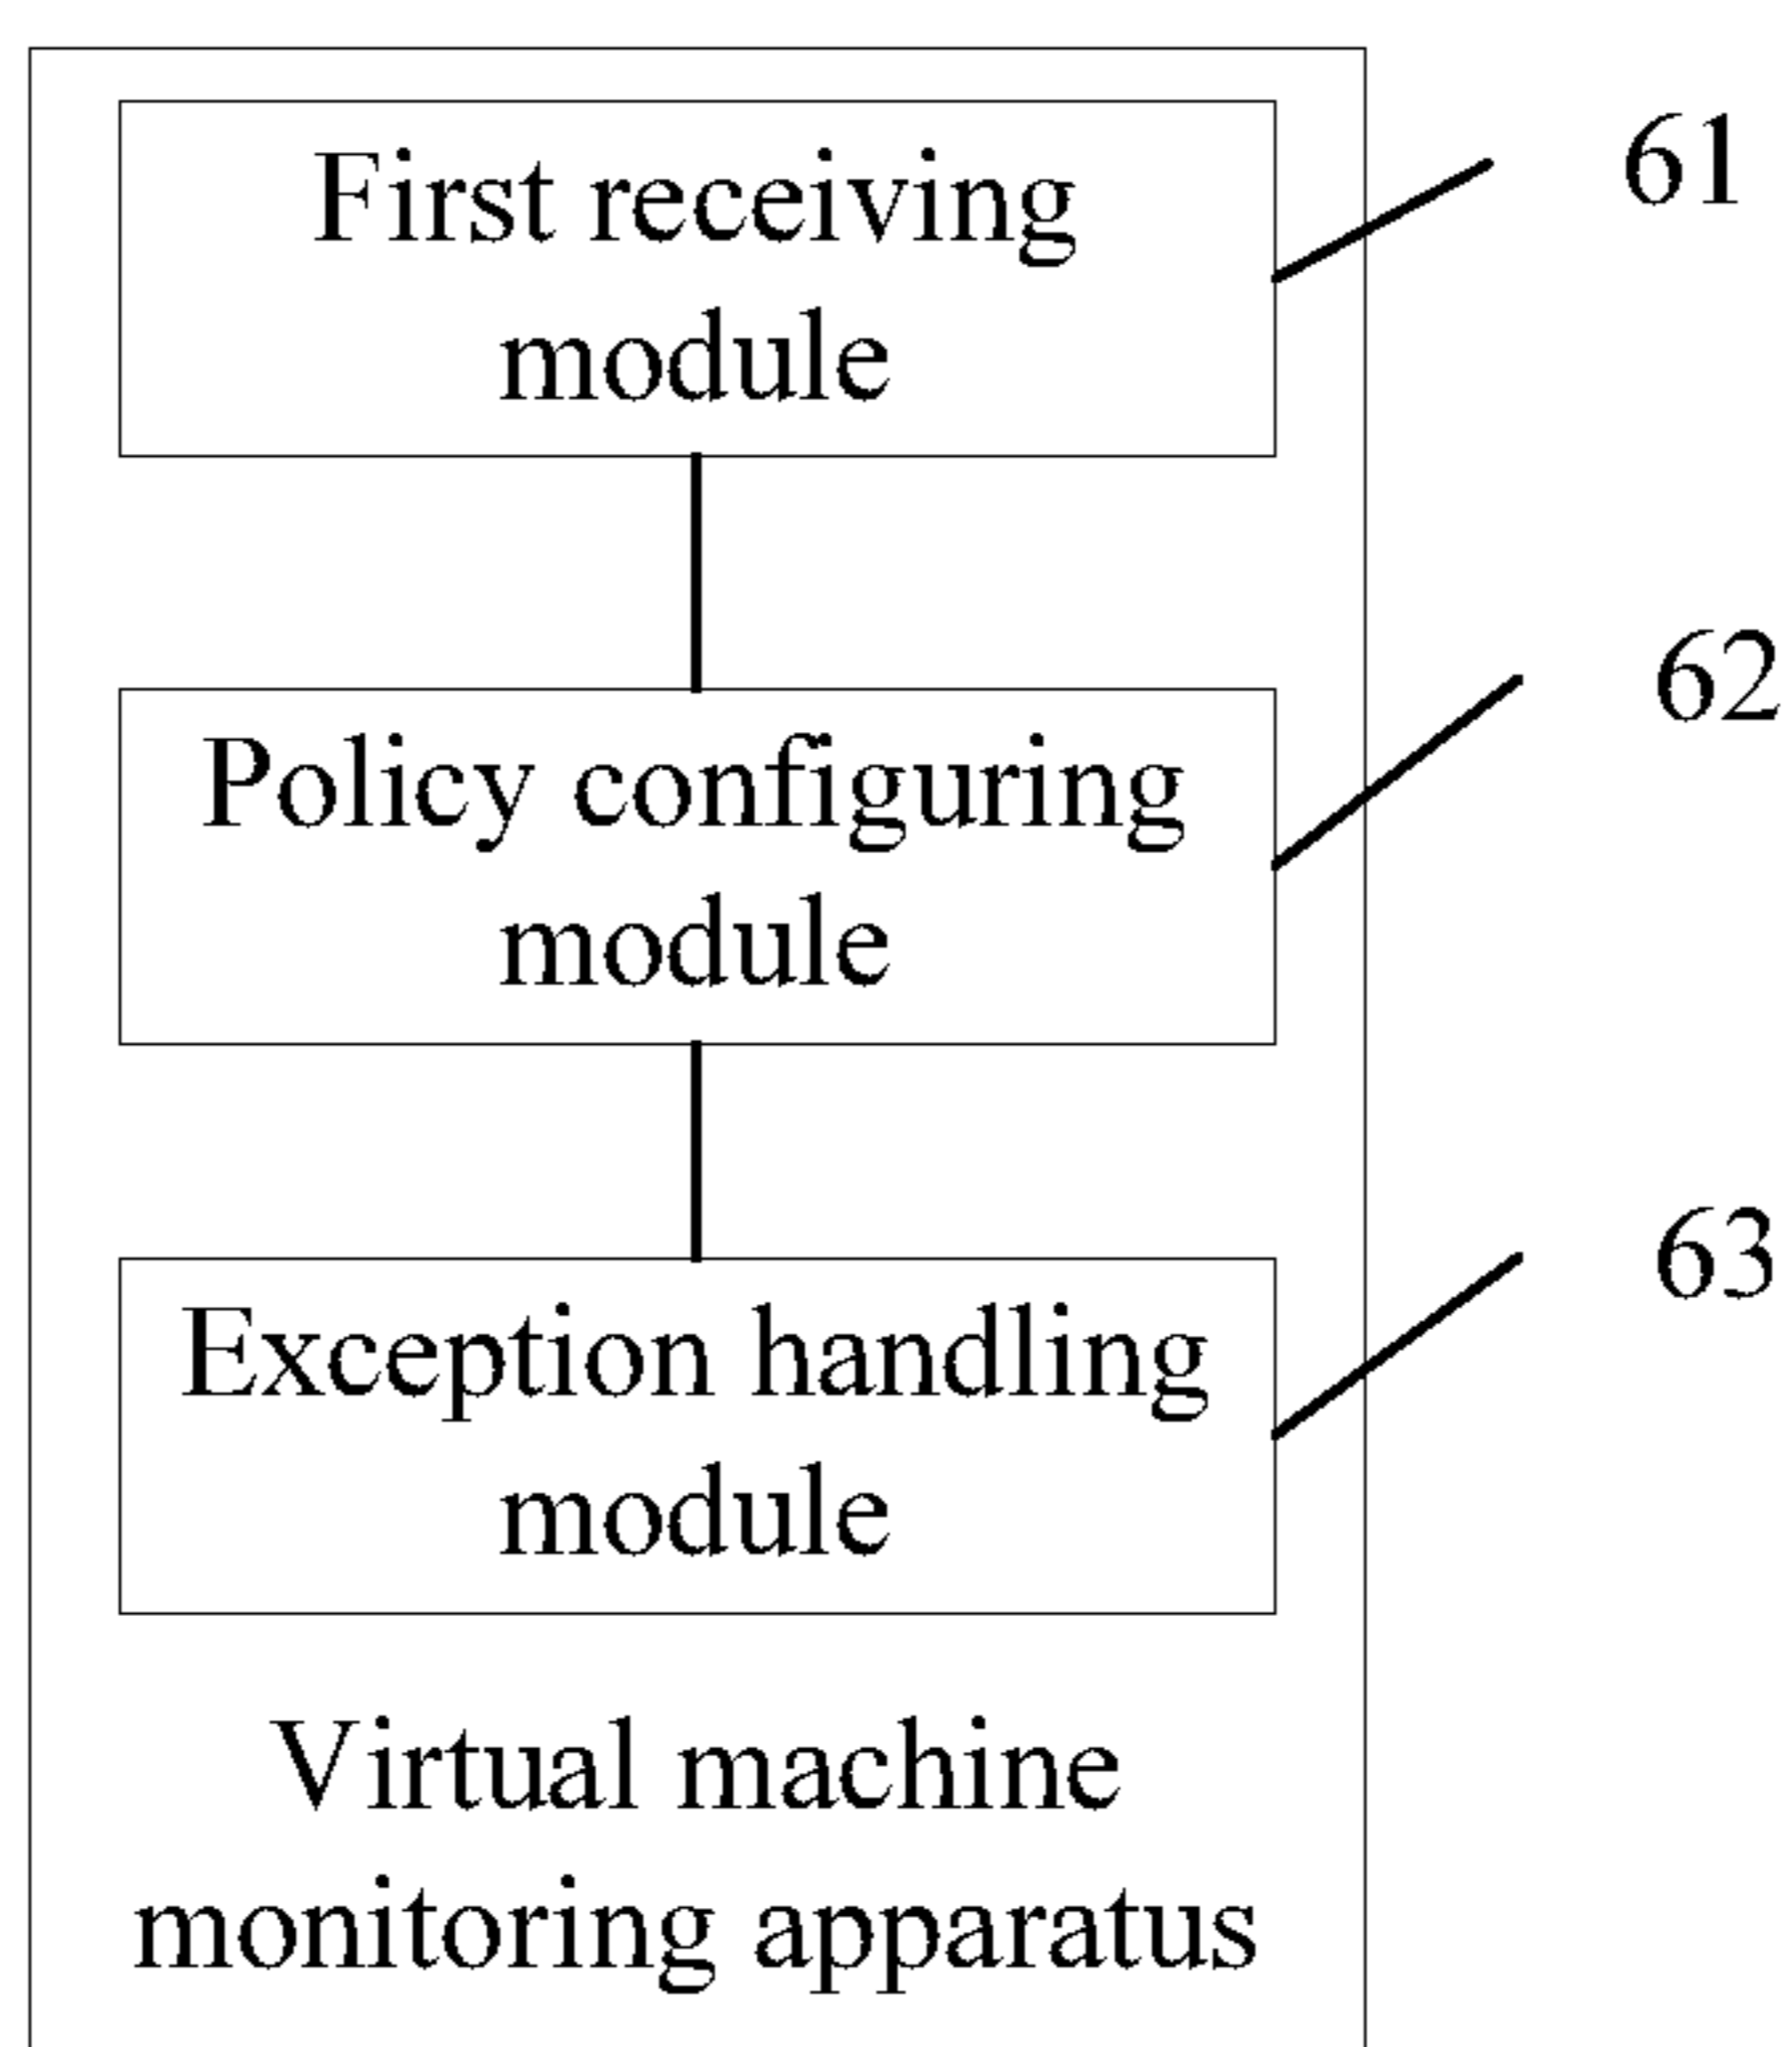 First receiving
module
61
Policy configuring
module
62
Exception handling
module
63
Virtual machine
monitoring apparatus